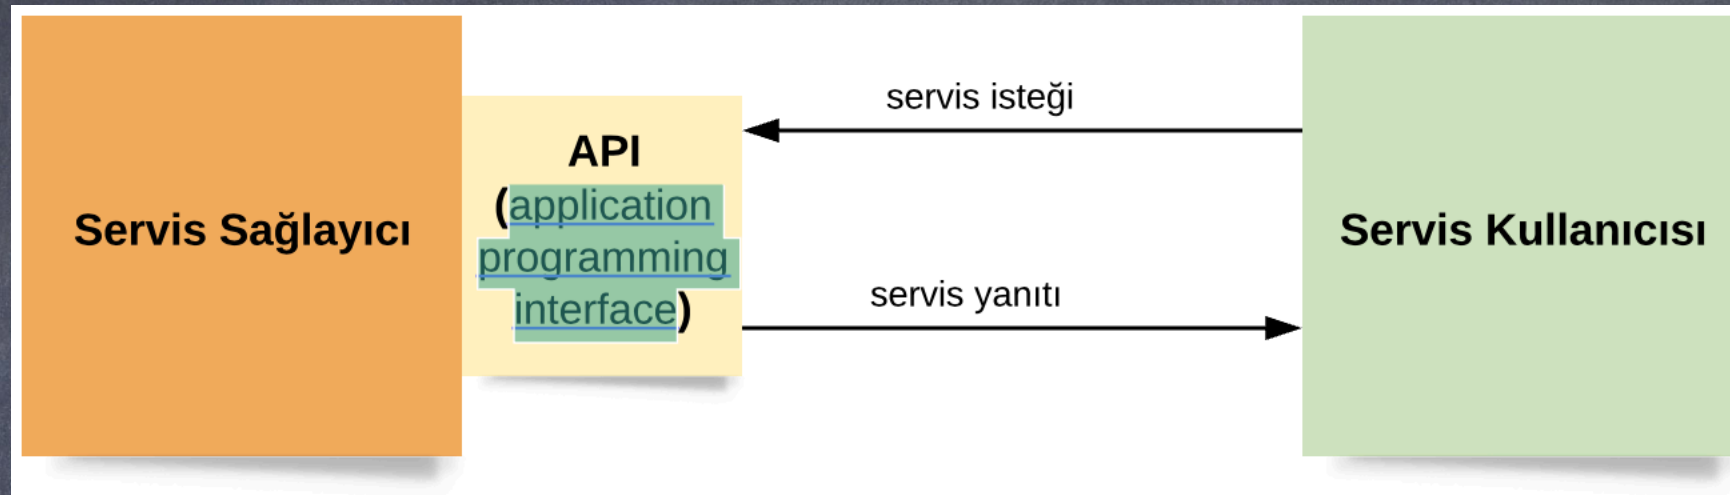 Servis Sağlayıcı
API
(application
programming
interface)
servis isteği
servis yanıtı
Servis Kullanıcısı